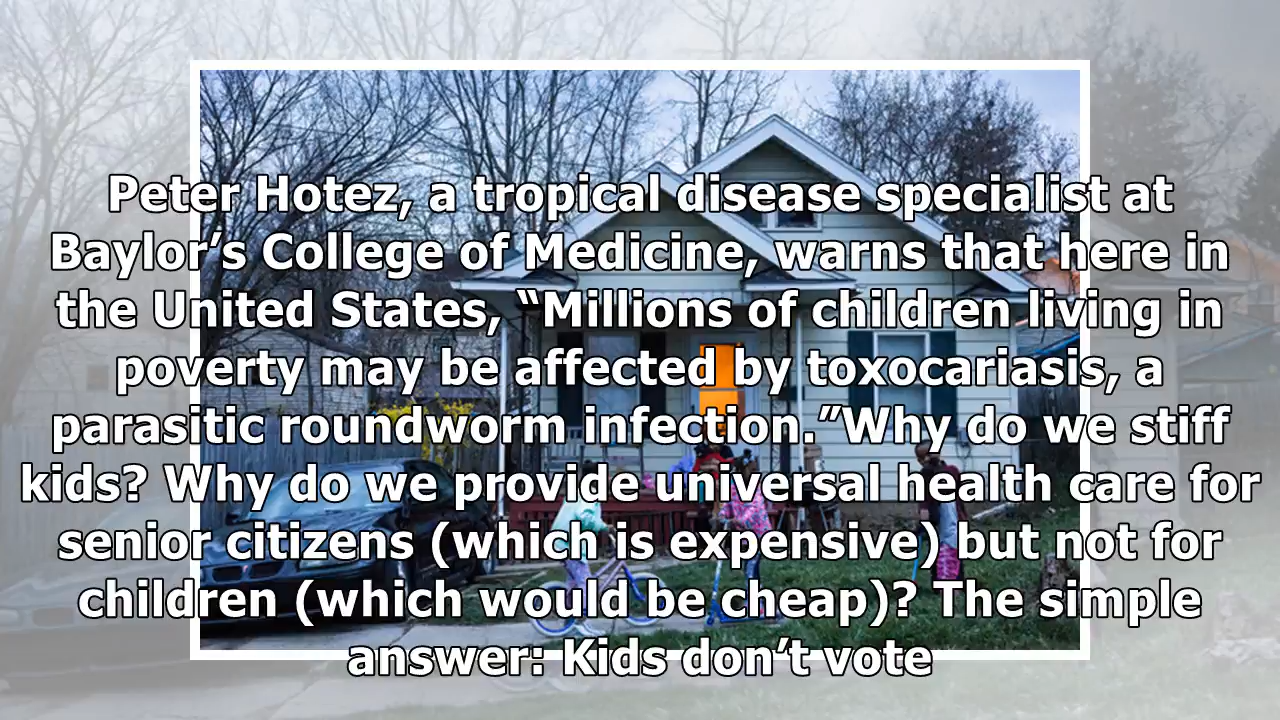 Peter Hotez, a tropical disease specialist at
Baylor’s College of Medicine, warns that here in
the United States, “Millions of children living in
poverty may be affected by toxocariasis, a
parasitic roundworm infection.”Why do we stiff
kids? Why do we provide universal health care for
senior citizens (which is expensive) but not for
children (which would be cheap)? The simple
answer: Kids don’t vote